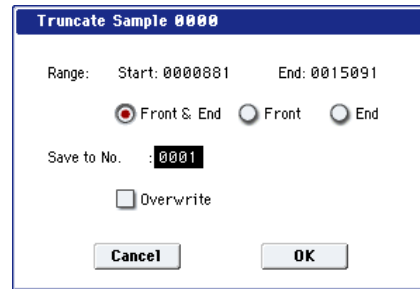 Truncate Sample 0000
Range: Start: 0000881 End: 0015091
Front & End Front End
Save to No. : 0001
Overwrite
Cancel OK